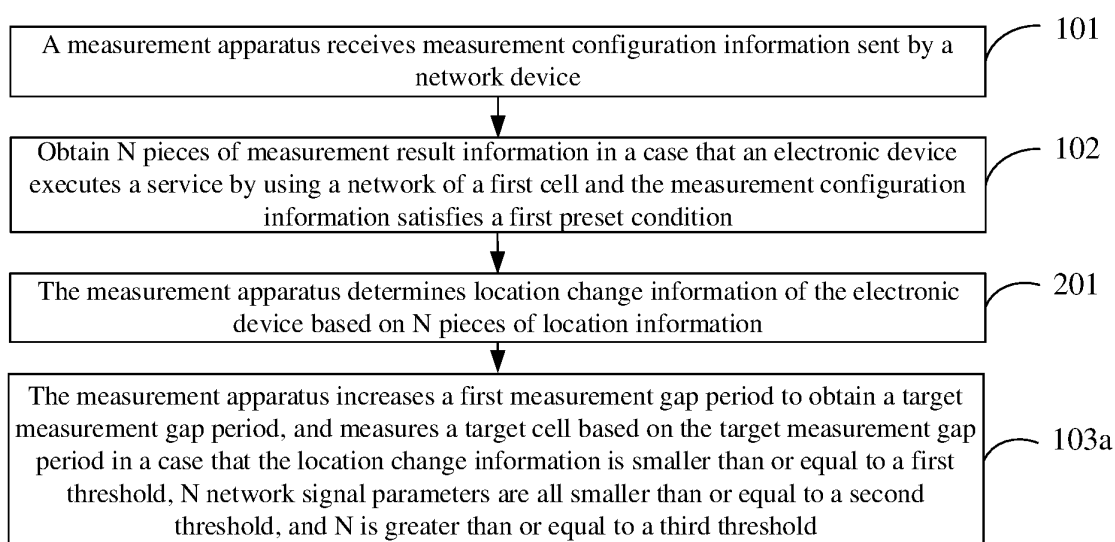 A measurement apparatus receives measurement configuration information sent by a
network device
101
Obtain N pieces of measurement result information in a case that an electronic device
executes a service by using a network of a first cell and the measurement configuration
information satisfies a first preset condition
102
The measurement apparatus determines location change information of the electronic
device based on N pieces of location information
201
The measurement apparatus increases a first measurement gap period to obtain a target
measurement gap period, and measures a target cell based on the target measurement gap
period in a case that the location change information is smaller than or equal to a first
threshold, N network signal parameters are all smaller than or equal to a second
threshold, and N is greater than or equal to a third threshold
103a